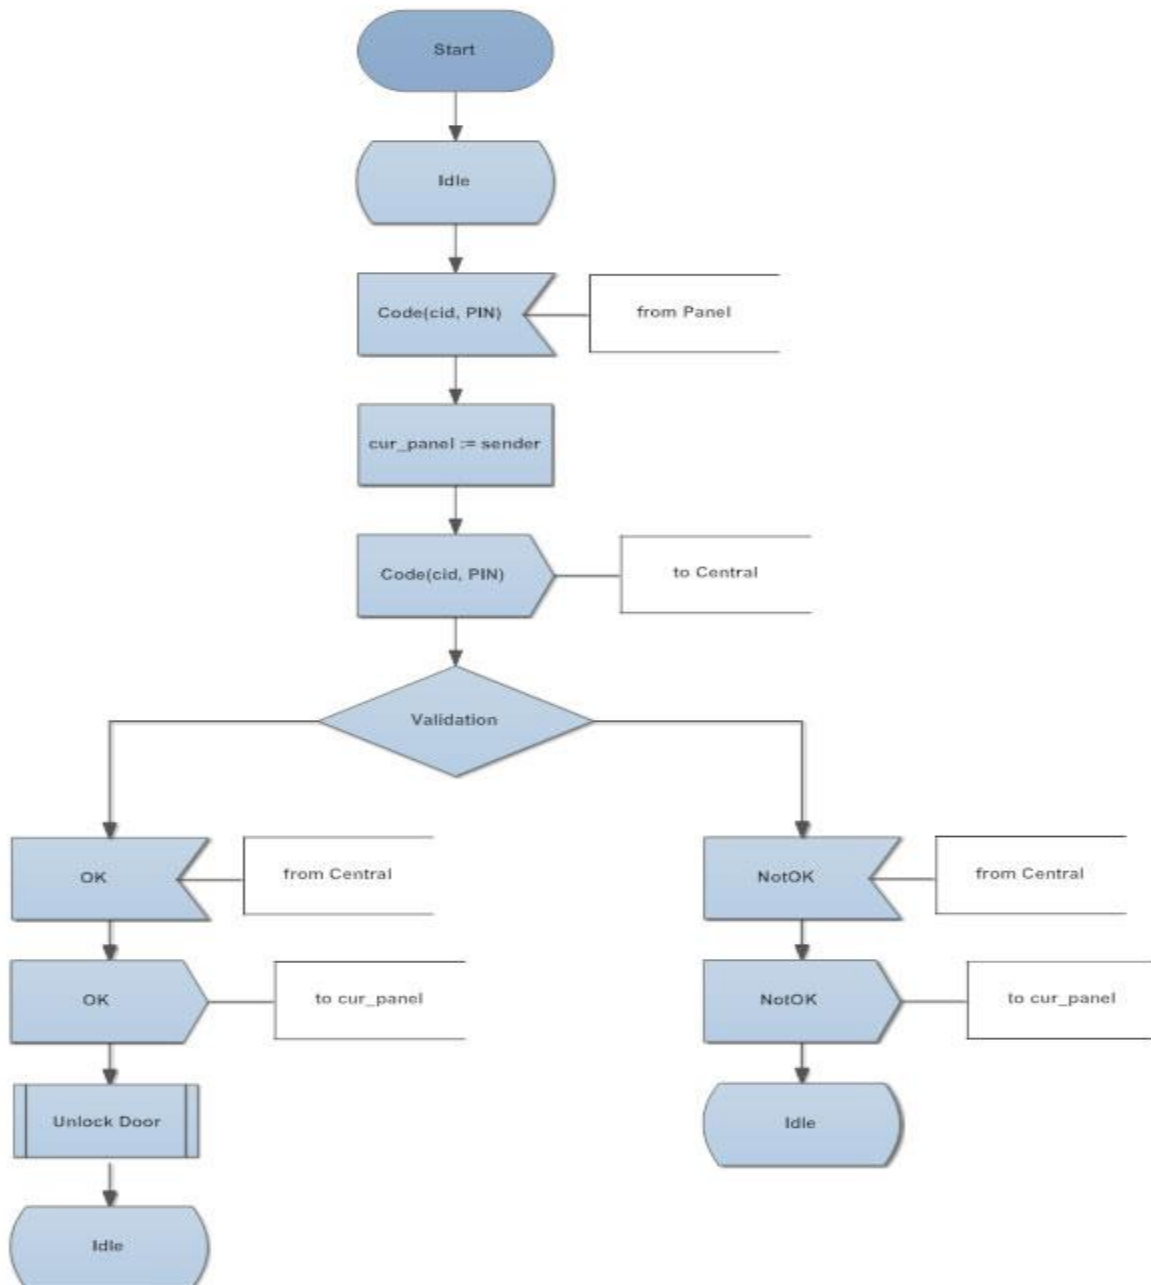 Start
Idle
Code(cid, PIN)
from Panel
cur_panel := sender
Code(cid, PIN)
to Central
Validation
OK
from Central
NotOK
from Central
OK
to cur_panel
NotOK
to cur_panel
Unlock Door
Idle
Idle